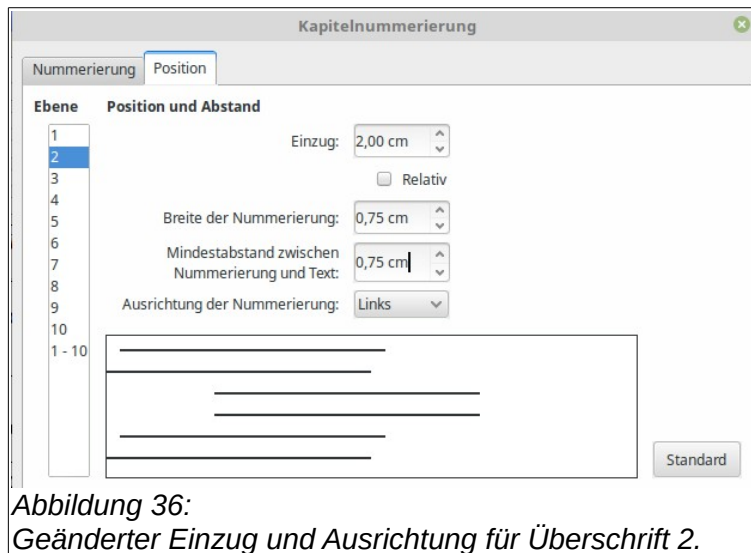 Kapitelnummerierung
Nummerierung Position
Ebene Position und Abstand
1
2
3
4
5
6
7
8
9
10
1 - 10
Einzug: 2,00 cm
Relativ
Breite der Nummerierung: 0,75 cm
Mindestabstand zwischen
Nummerierung und Text: 0,75 cm
Ausrichtung der Nummerierung: Links
Standard
Abbildung 36:
Geänderter Einzug und Ausrichtung für Überschrift 2.